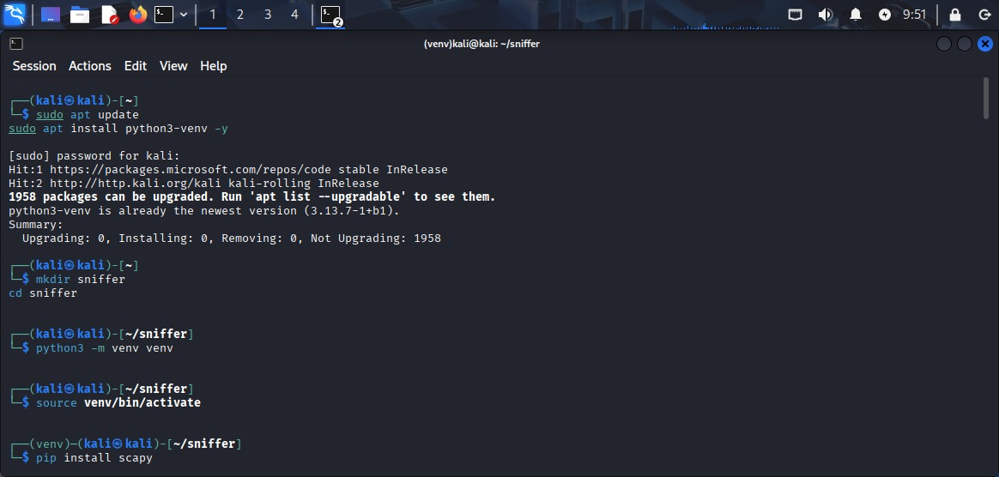 1 2 3 4 2 9:51
(venv)kali@kali: ~/sniffer
Session Actions Edit View Help
┌──(kali㉿kali)-[~]
└─$ sudo apt update
sudo apt install python3-venv -y
[sudo] password for kali:
Hit:1 https://packages.microsoft.com/repos/code stable InRelease
Hit:2 http://http.kali.org/kali kali-rolling InRelease
1958 packages can be upgraded. Run 'apt list --upgradable' to see them.
python3-venv is already the newest version (3.13.7-1+b1).
Summary:
  Upgrading: 0, Installing: 0, Removing: 0, Not Upgrading: 1958
┌──(kali㉿kali)-[~]
└─$ mkdir sniffer
cd sniffer
┌──(kali㉿kali)-[~/sniffer]
└─$ python3 -m venv venv
┌──(kali㉿kali)-[~/sniffer]
└─$ source venv/bin/activate
┌──(venv)─(kali㉿kali)-[~/sniffer]
└─$ pip install scapy